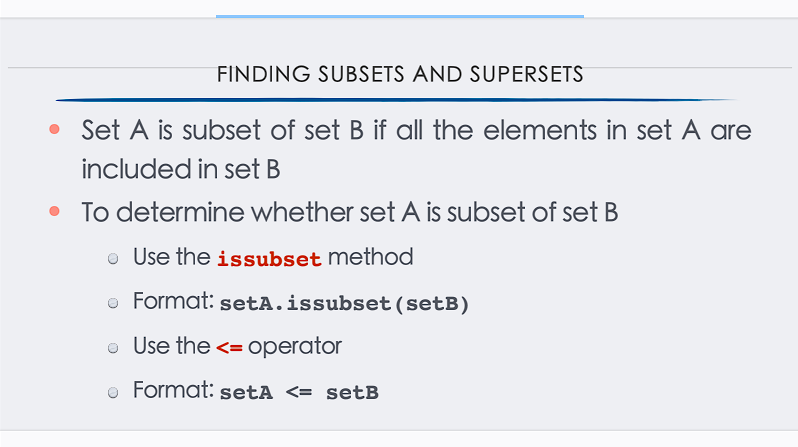 FINDING SUBSETS AND SUPERSETS
Set A is subset of set B if all the elements in set A are
included in set B
To determine whether set A is subset of set B
Use the issubset method
Format: setA.issubset(setB)
Use the <= operator
Format: setA <= setB